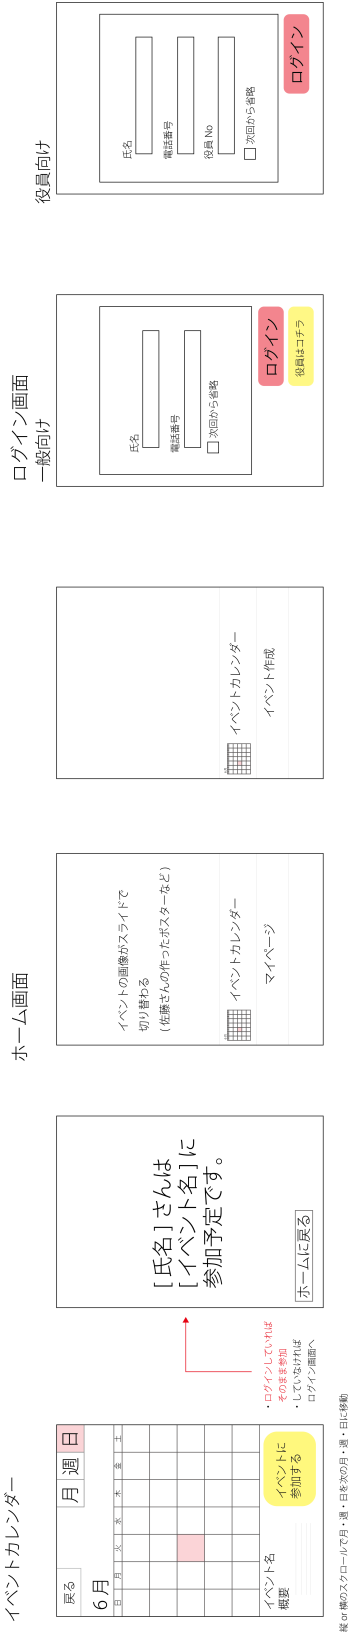 イベントカレンダー
戻る
月
週
日
6月
日 月 火 水 木 金 土
イベント名
概要
イベントに
参加する
縦 or 横のスクロールで月・週・日を次の月・週・日に移動
・ログインしていれば
そのまま参加
・していなければ
ログイン画面へ
[ 氏名 ] さんは
[ イベント名 ] に
参加予定です。
ホームに戻る
ホーム画面
イベントの画像がスライドで
切り替わる
( 佐藤さんの作ったポスターなど )
イベントカレンダー
マイページ
イベントカレンダー
イベント作成
ログイン画面
一般向け
氏名
電話番号
次回から省略
ログイン
役員はコチラ
役員向け
氏名
電話番号
役員 No
次回から省略
ログイン